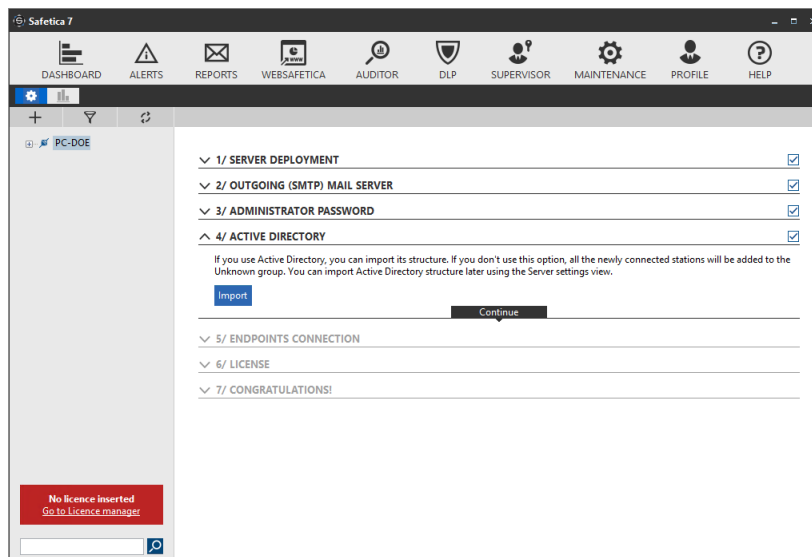 Safetica 7
DASHBOARD ALERTS REPORTS WEBSAFETICA AUDITOR DLP SUPERVISOR MAINTENANCE PROFILE HELP
PC-DOE
1/ SERVER DEPLOYMENT
2/ OUTGOING (SMTP) MAIL SERVER
3/ ADMINISTRATOR PASSWORD
4/ ACTIVE DIRECTORY
If you use Active Directory, you can import its structure. If you don't use this option, all the newly connected stations will be added to the
Unknown group. You can import Active Directory structure later using the Server settings view.
Import
Continue
5/ ENDPOINTS CONNECTION
6/ LICENSE
7/ CONGRATULATIONS!
No licence inserted
Go to Licence manager